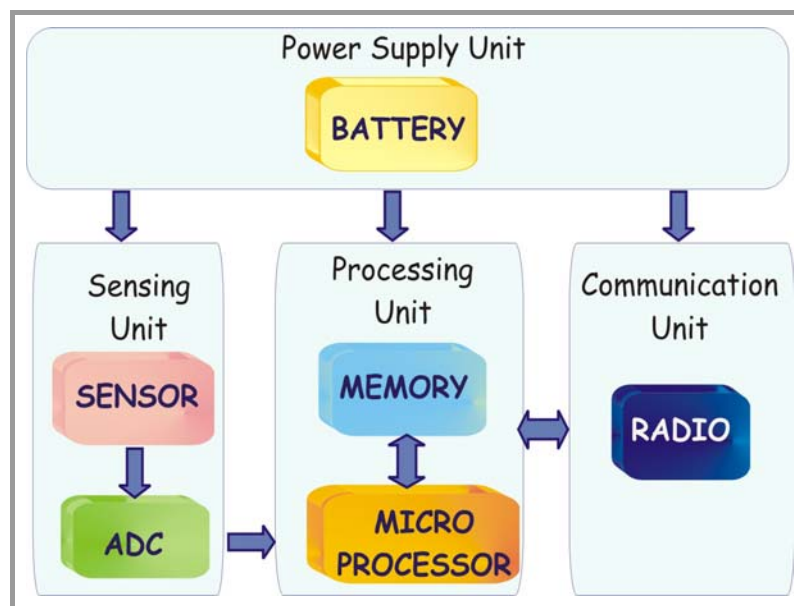 Power Supply Unit
BATTERY
Sensing
Unit
SENSOR
ADC
Processing
Unit
MEMORY
MICRO
PROCESSOR
Communication
Unit
RADIO